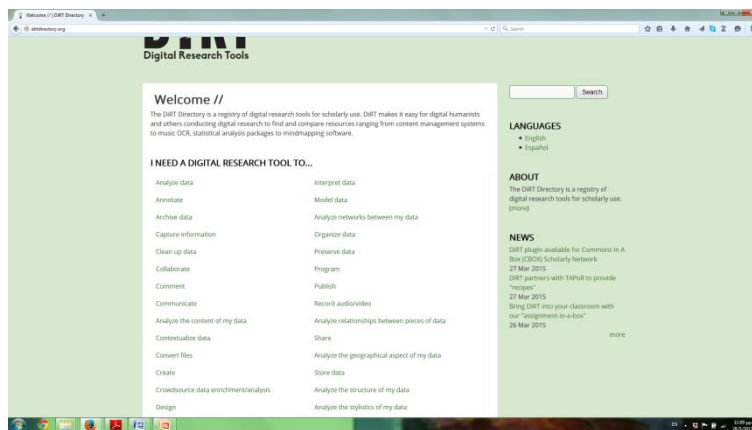 Welcome // | DiRT Directory
dirtdirectory.org
Search
DiRT
Digital Research Tools
Welcome //
The DiRT Directory is a registry of digital research tools for scholarly use. DiRT makes it easy for digital humanists
and others conducting digital research to find and compare resources ranging from content management systems
to music OCR, statistical analysis packages to mindmapping software.
I NEED A DIGITAL RESEARCH TOOL TO...
Analyze data
Annotate
Archive data
Capture information
Clean up data
Collaborate
Comment
Communicate
Analyze the content of my data
Contextualize data
Convert files
Create
Crowdsource data enrichment/analysis
Design
Interpret data
Model data
Analyze networks between my data
Organize data
Preserve data
Program
Publish
Record audio/video
Analyze relationships between pieces of data
Share
Analyze the geographical aspect of my data
Store data
Analyze the structure of my data
Analyze the stylistics of my data
Search
LANGUAGES
English
Español
ABOUT
The DiRT Directory is a registry of
digital research tools for scholarly use.
(more)
NEWS
DiRT plugin available for Commons In A
Box (CBOX) Scholarly Network
27 Mar 2015
DiRT partners with TAPoR to provide
"recipes"
27 Mar 2015
Bring DiRT into your classroom with
our "assignment-in-a-box"
26 Mar 2015
more
EN